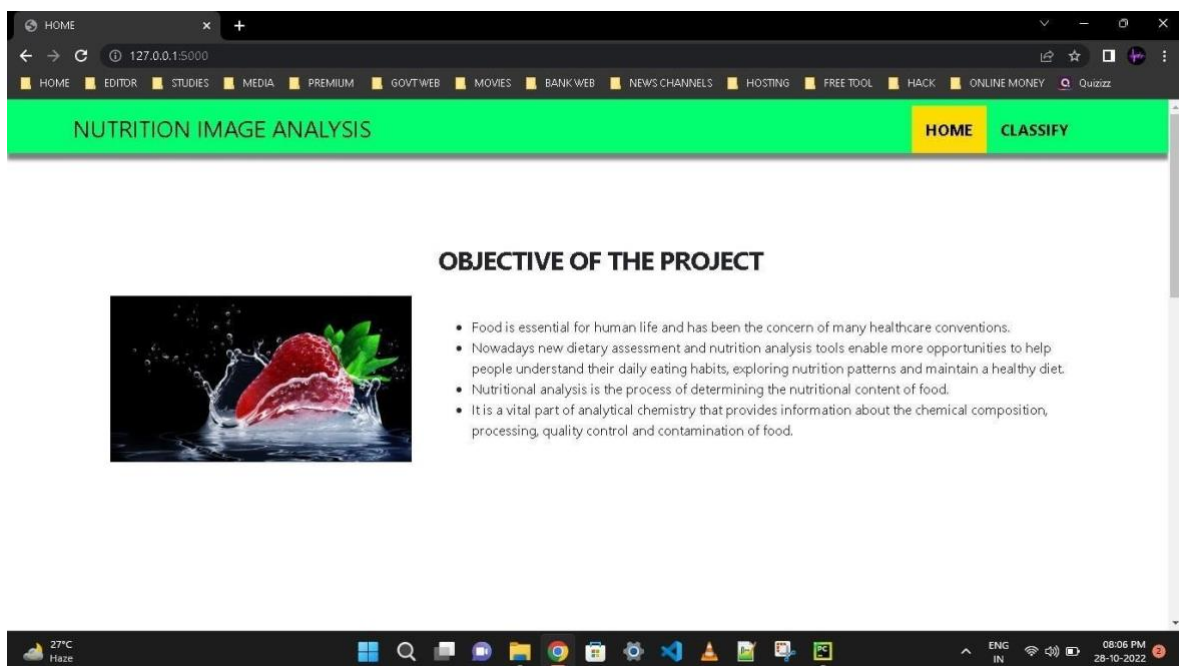 HOME
127.0.0.1:5000
HOME EDITOR STUDIES MEDIA PREMIUM GOVT WEB MOVIES BANK WEB NEWS CHANNELS HOSTING FREE TOOL HACK ONLINE MONEY Q Quizizz
NUTRITION IMAGE ANALYSIS HOME CLASSIFY
OBJECTIVE OF THE PROJECT
• Food is essential for human life and has been the concern of many healthcare conventions.
• Nowadays new dietary assessment and nutrition analysis tools enable more opportunities to help
people understand their daily eating habits, exploring nutrition patterns and maintain a healthy diet.
• Nutritional analysis is the process of determining the nutritional content of food.
• It is a vital part of analytical chemistry that provides information about the chemical composition,
processing, quality control and contamination of food.
27°C
Haze
PC
ENG
IN
08:06 PM
28-10-2022
2